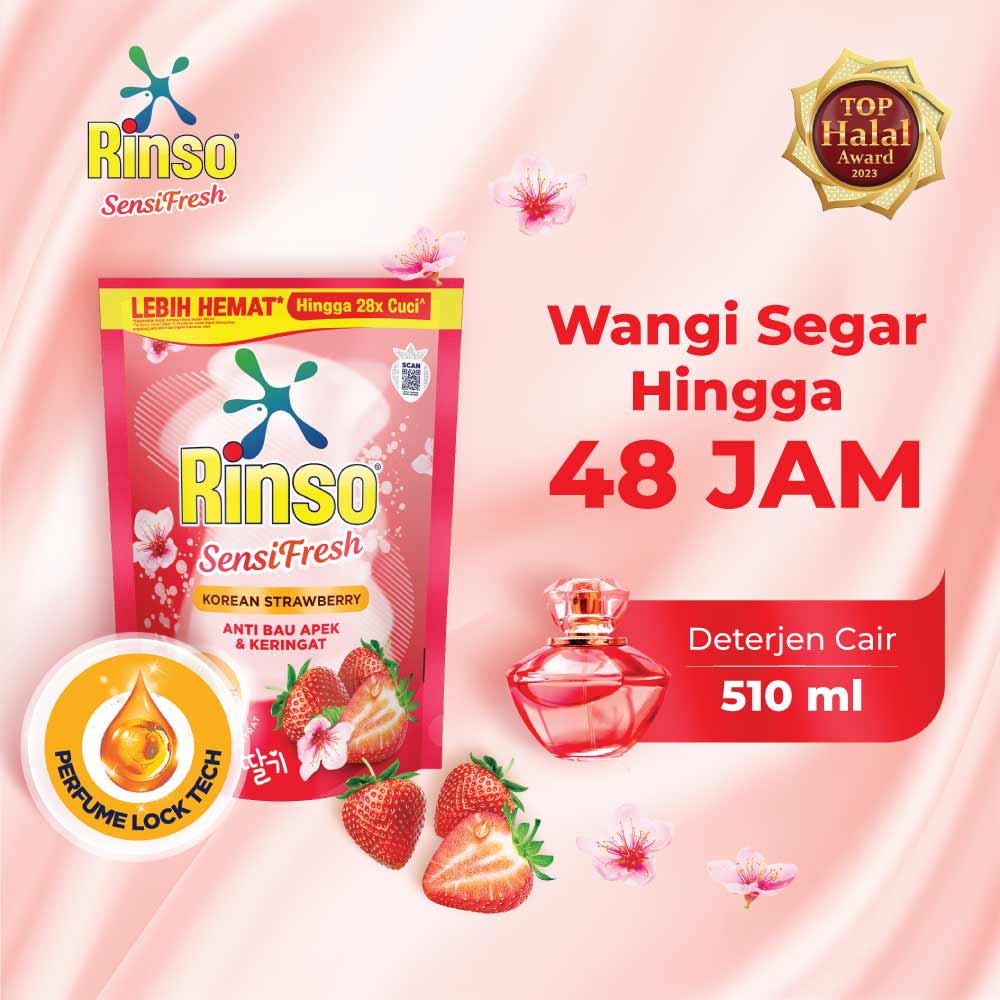 Rinso
SensiFresh
TOP
Halal
Award
2023
LEBIH HEMAT*
Hingga 28x Cuci^
SCAN
Rinso
SensiFresh
KOREAN STRAWBERRY
ANTI BAU APEK
& KERINGAT
딸기
PERFUME LOCK TECH
Wangi Segar
Hingga
48 JAM
Deterjen Cair
510 ml